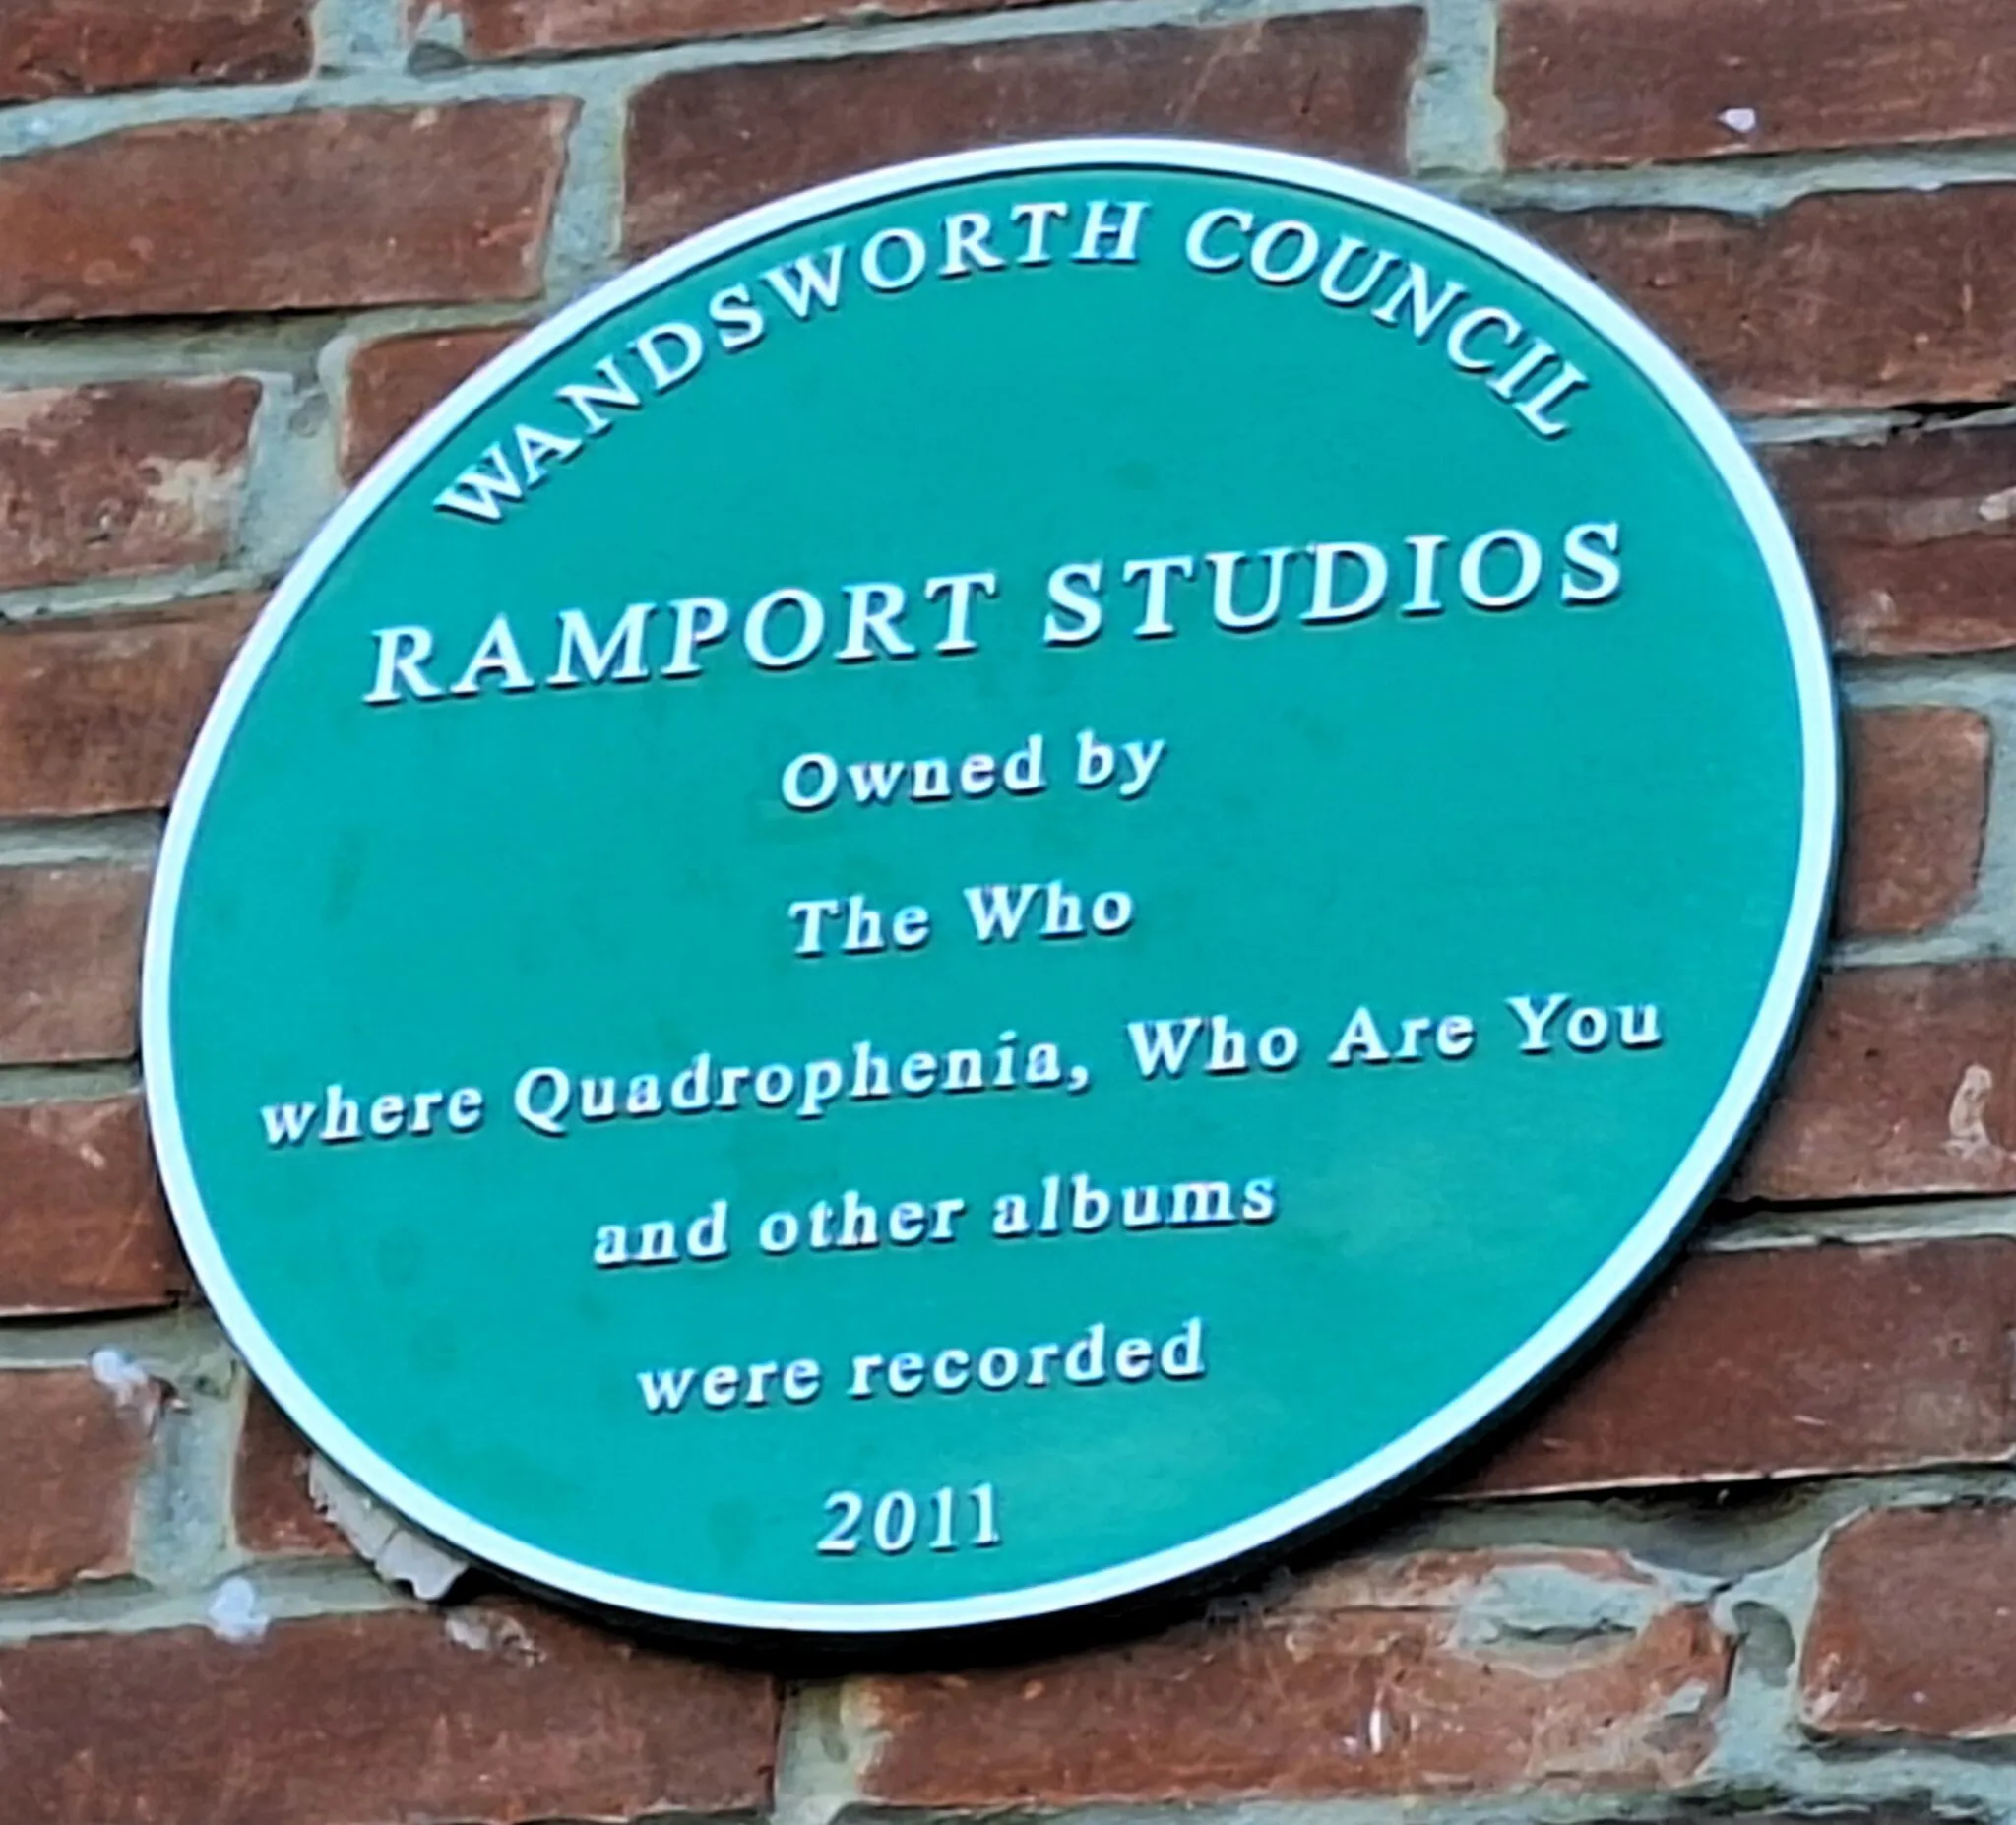 WANDSWORTH COUNCIL
RAMPORT STUDIOS
Owned by
The Who
where Quadrophenia, Who Are You
and other albums
were recorded
2011